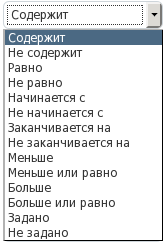 Содержит
Содержит
Не содержит
Равно
Не равно
Начинается с
Не начинается с
Заканчивается на
Не заканчивается на
Меньше
Меньше или равно
Больше
Больше или равно
Задано
Не задано